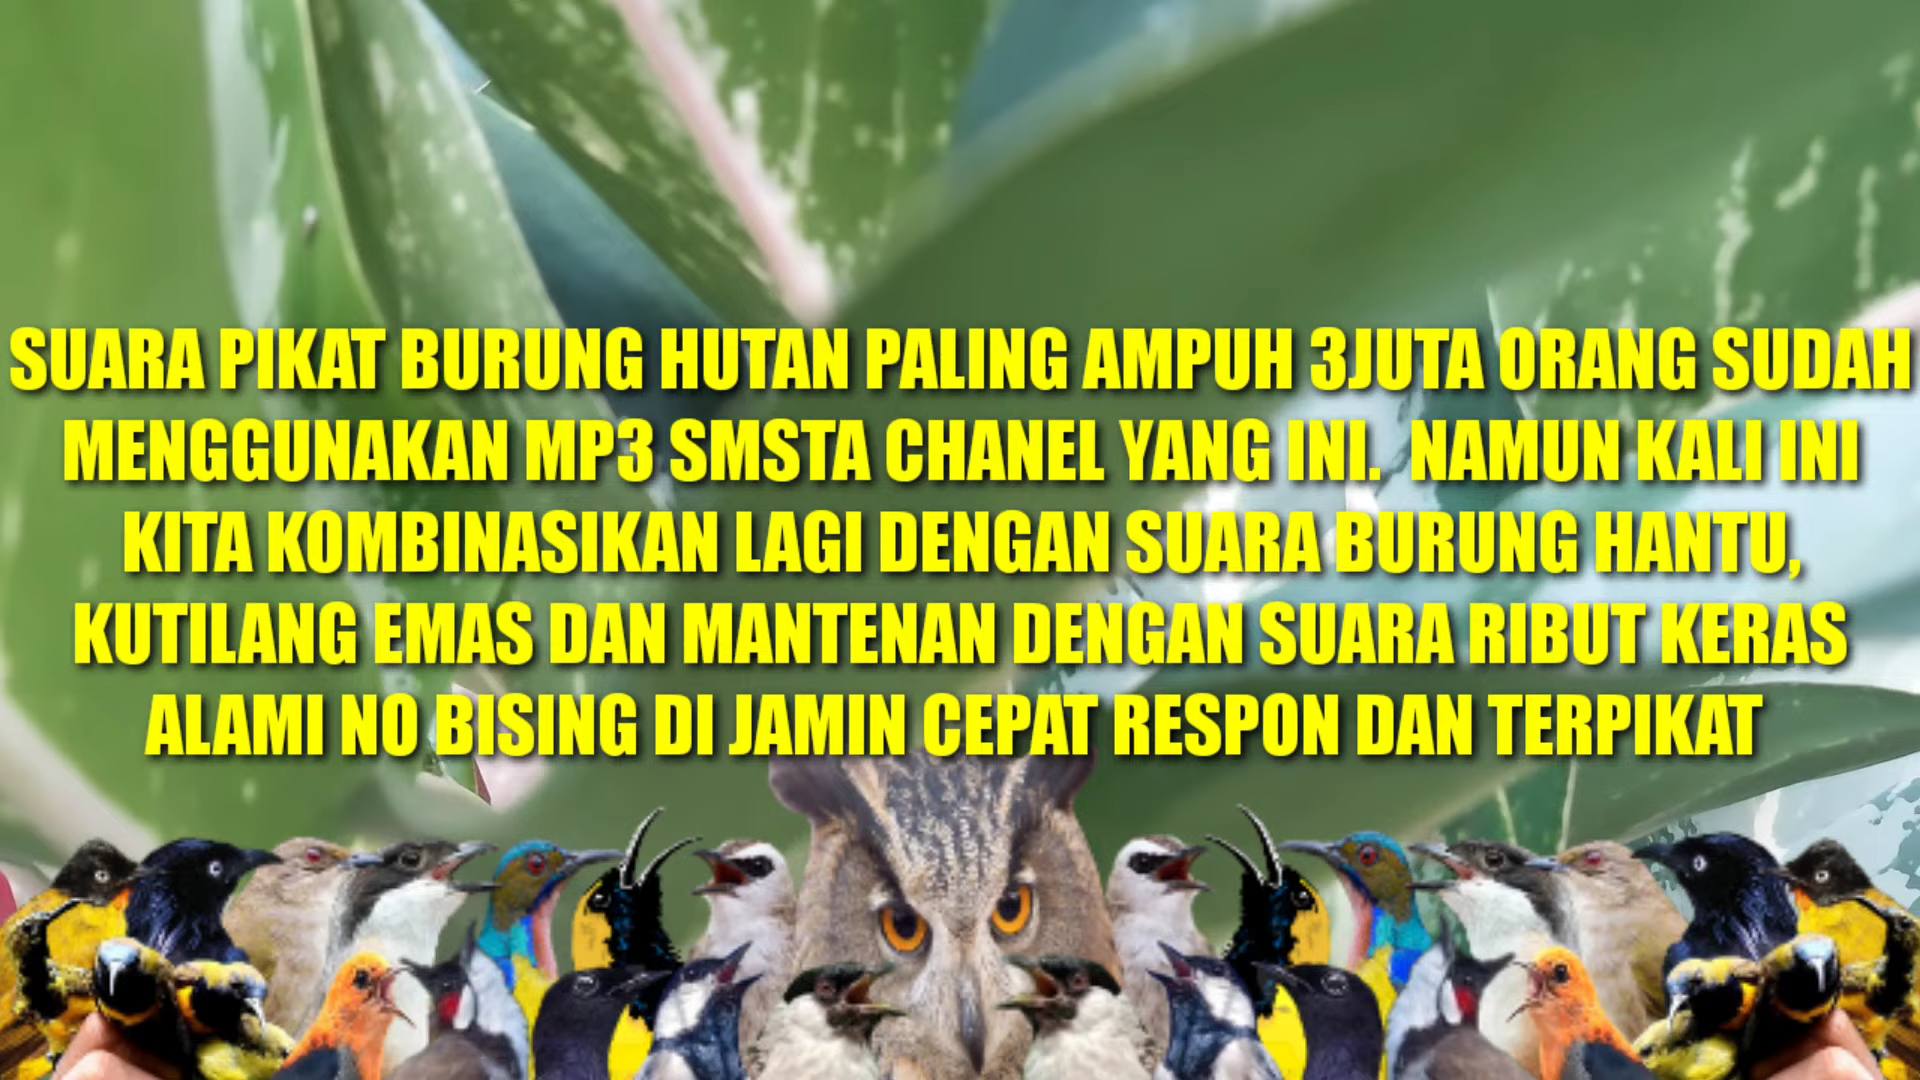 SUARA PIKAT BURUNG HUTAN PALING AMPUH 3JUTA ORANG SUDAH
MENGGUNAKAN MP3 SMSTA CHANEL YANG INI. NAMUN KALI INI
KITA KOMBINASIKAN LAGI DENGAN SUARA BURUNG HANTU,
KUTILANG EMAS DAN MANTENAN DENGAN SUARA RIBUT KERAS
ALAMI NO BISING DI JAMIN CEPAT RESPON DAN TERPIKAT